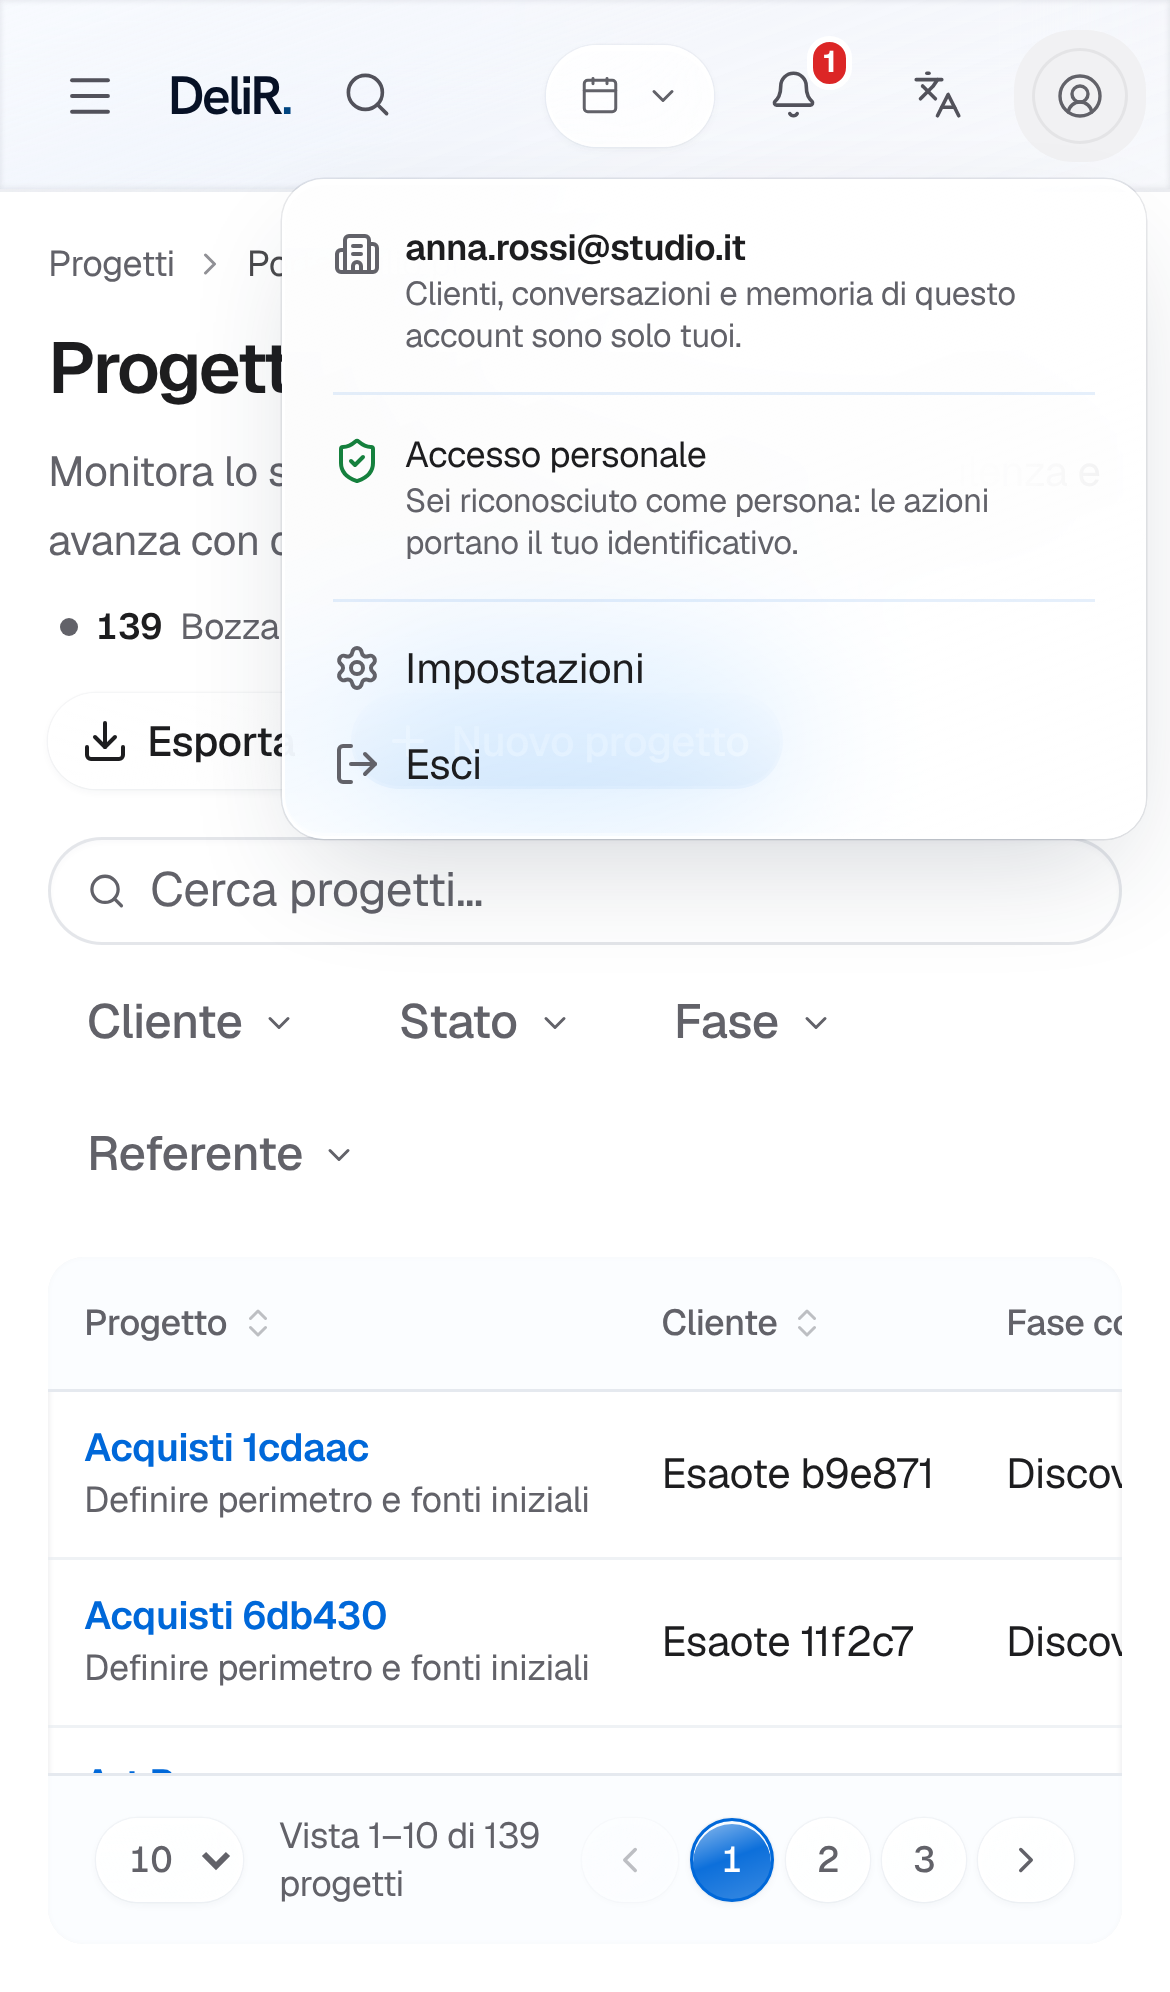 DeliR.
1
anna.rossi@studio.it
Clienti, conversazioni e memoria di questo
account sono solo tuoi.
Accesso personale
Sei riconosciuto come persona: le azioni
portano il tuo identificativo.
Impostazioni
Esci
Progetti
Monitora lo
avanza con
139 Bozza
Esporta
Nuovo progetto
Cerca progetti...
Cliente Stato Fase
Referente
Progetto Cliente Fase
Acquisti 1cdaac
Definire perimetro e fonti iniziali
Esaote b9e871
Acquisti 6db430
Definire perimetro e fonti iniziali
Esaote 11f2c7
10
Vista 1–10 di 139
progetti
1 2 3